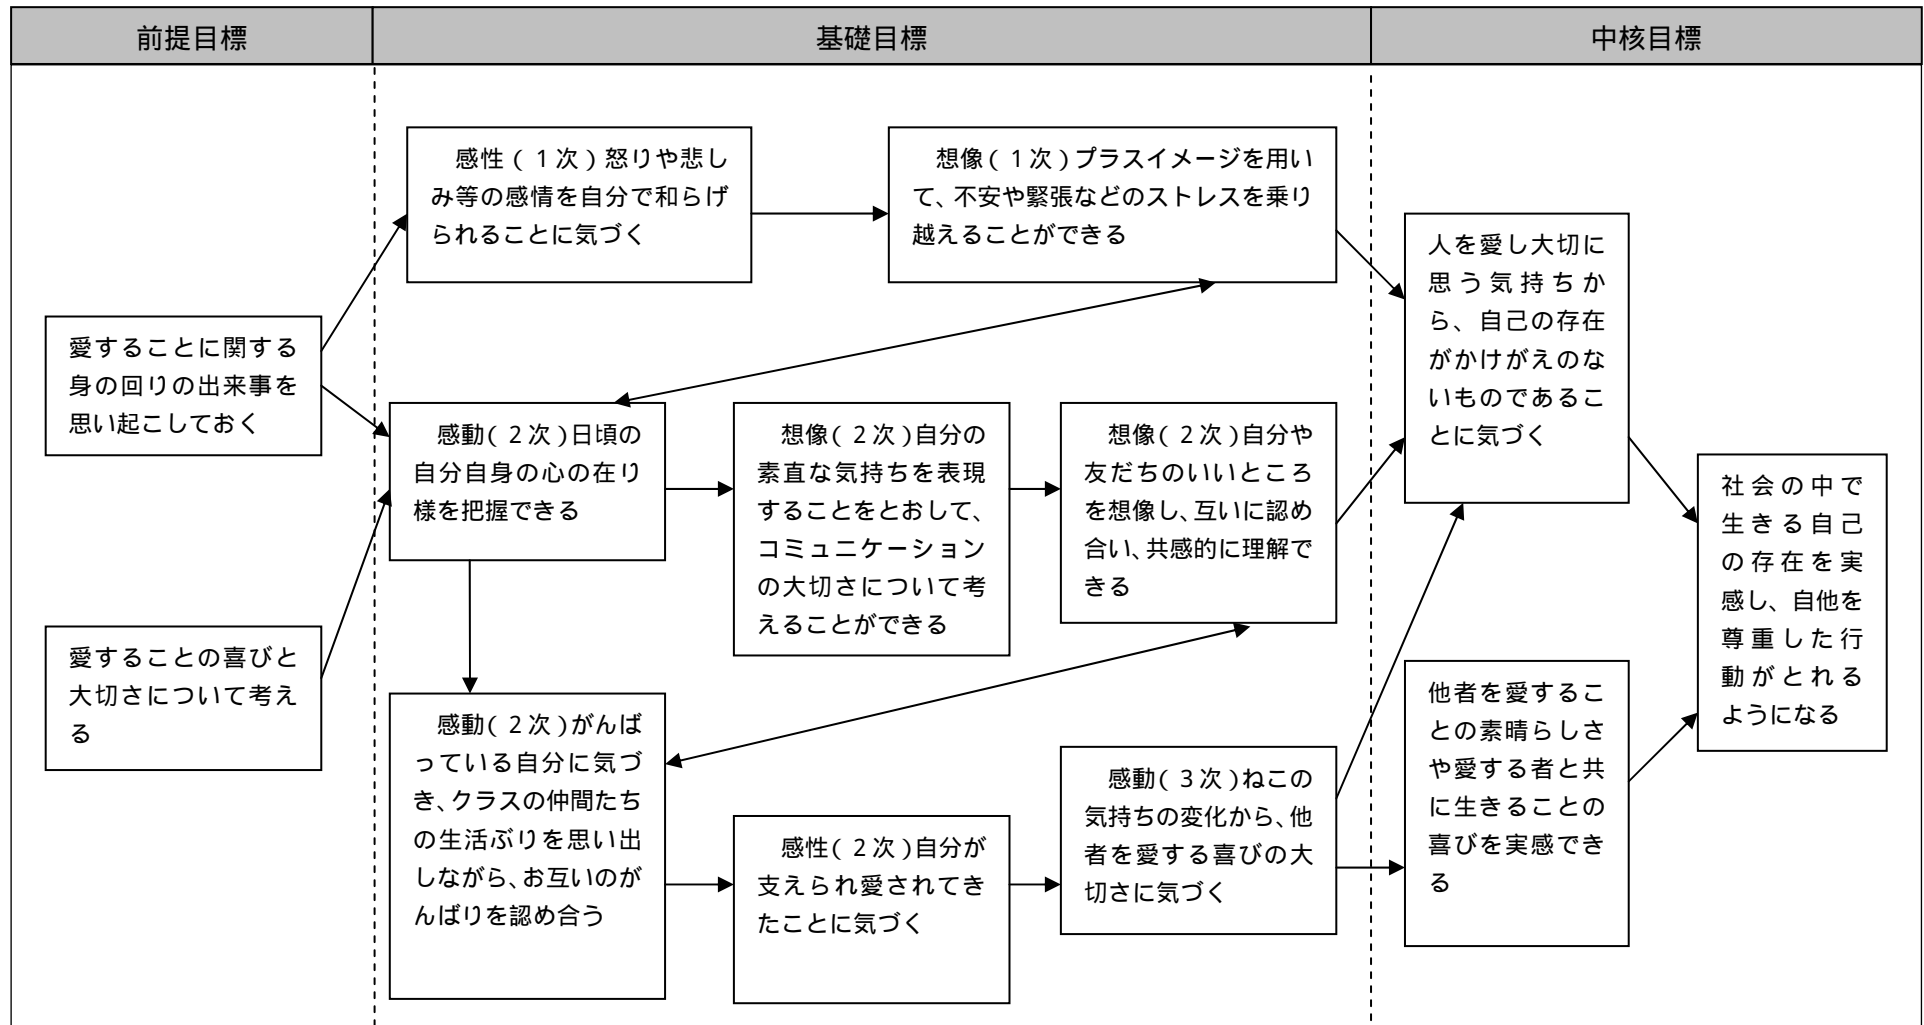 前提目標
基礎目標
中核目標
愛することに関する
身の回りの出来事を
思い起こしておく
愛することの喜びと
大切さについて考え
る
感性(1次)怒りや悲し
み等の感情を自分で和らげ
られることに気づく
想像(1次)プラスイメージを用い
て、不安や緊張などのストレスを乗り
越えることができる
感動(2次)日頃の
自分自身の心の在り
様を把握できる
想像(2次)自分の
素直な気持ちを表現
することをとおして、
コミュニケーション
の大切さについて考
えることができる
想像(2次)自分や
友だちのいいところ
を想像し、互いに認め
合い、共感的に理解で
きる
感動(2次)がんば
っている自分に気づ
き、クラスの仲間たち
の生活ぶりを思い出
しながら、お互いのが
んばりを認め合う
感性(2次)自分が
支えられ愛されてき
たことに気づく
感動(3次)ねこの
気持ちの変化から、他
者を愛する喜びの大
切さに気づく
人を愛し大切に
思う気持ちか
ら、自己の存在
がかけがえのな
いものであるこ
とに気づく
他者を愛するこ
との素晴らしさ
や愛する者と共
に生きることの
喜びを実感でき
る
社会の中で
生きる自己
の存在を実
感し、自他を
尊重した行
動がとれる
ようになる